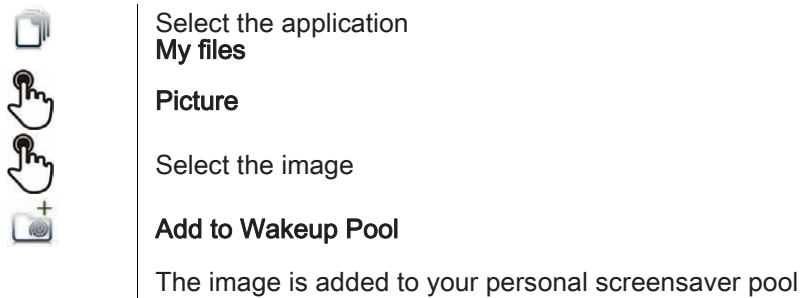 Select the application
My files
Picture
Select the image
Add to Wakeup Pool
The image is added to your personal screensaver pool